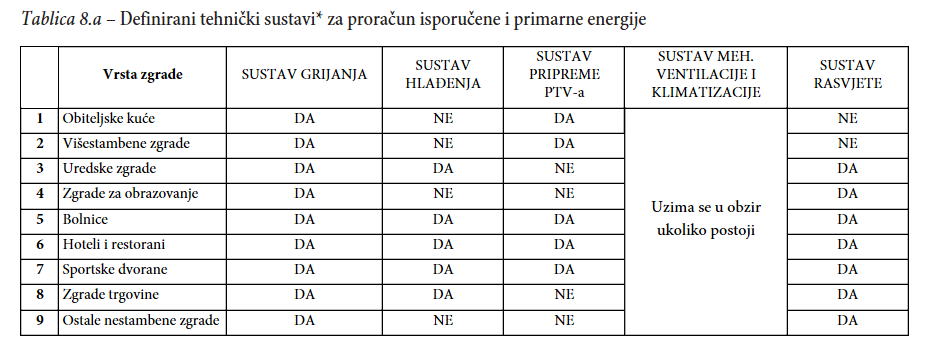 Tablica 8.a – Definirani tehnički sustavi* za proračun isporučene i primarne energije
Vrsta zgrade SUSTAV GRIJANJA SUSTAV HLAĐENJA SUSTAV PRIPREME PTV-a SUSTAV MEH. VENTILACIJE I KLIMATIZACIJE SUSTAV RASVJETE
1 Obiteljske kuće DA NE DA NE
2 Višestambene zgrade DA NE DA NE
3 Uredske zgrade DA DA NE DA
4 Zgrade za obrazovanje DA NE NE DA
5 Bolnice DA DA DA DA
6 Hoteli i restorani DA DA DA DA
7 Sportske dvorane DA DA DA DA
8 Zgrade trgovine DA DA NE DA
9 Ostale nestambene zgrade DA NE NE DA
Uzima se u obzir
ukoliko postoji